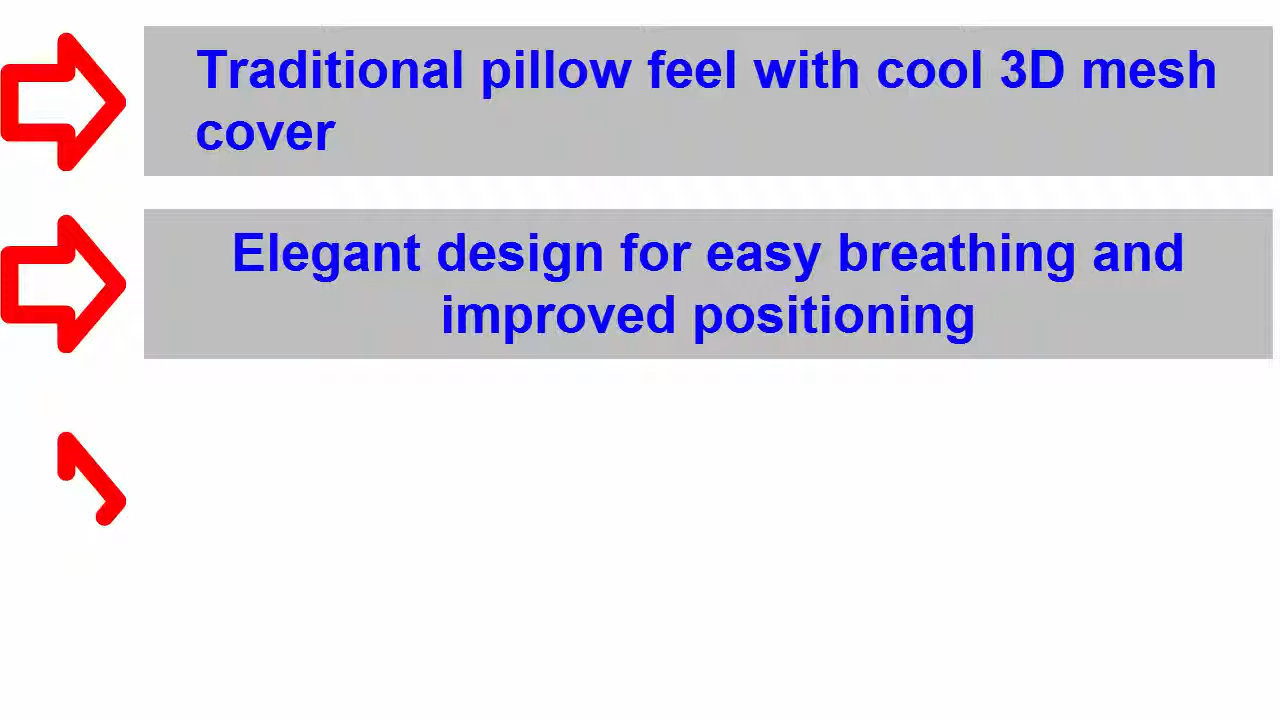 Traditional pillow feel with cool 3D mesh
cover
Elegant design for easy breathing and
improved positioning